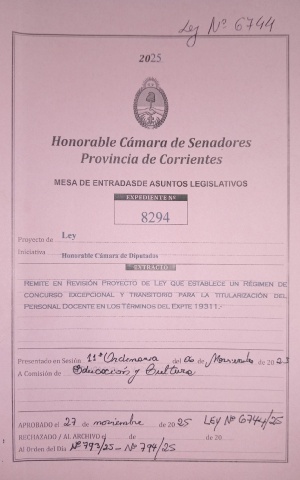 Ley Nº 6744
2025
Honorable Cámara de Senadores
Provincia de Corrientes
MESA DE ENTRADASDE ASUNTOS LEGISLATIVOS
EXPEDIENTE Nº
8294
Proyecto de Ley
Iniciativa Honorable Cámara de Diputados
EXTRACTO
REMITE EN REVISIÓN PROYECTO DE LEY QUE ESTABLECE UN RÉGIMEN DE
CONCURSO EXCEPCIONAL Y TRANSITORIO PARA LA TITULARIZACIÓN DEL
PERSONAL DOCENTE EN LOS TÉRMINOS DEL EXPTE 19311.-
Presentado en Sesión 11ª Ordinaria del 20 de Noviembre de 2025
A Comisión de Educación y Cultura
APROBADO el 27 de noviembre de 2025 LEY Nº 6744/25
RECHAZADO / AL ARCHIVO el de de 20
Al Orden del Día Nº 793/25 - Nº 794/25